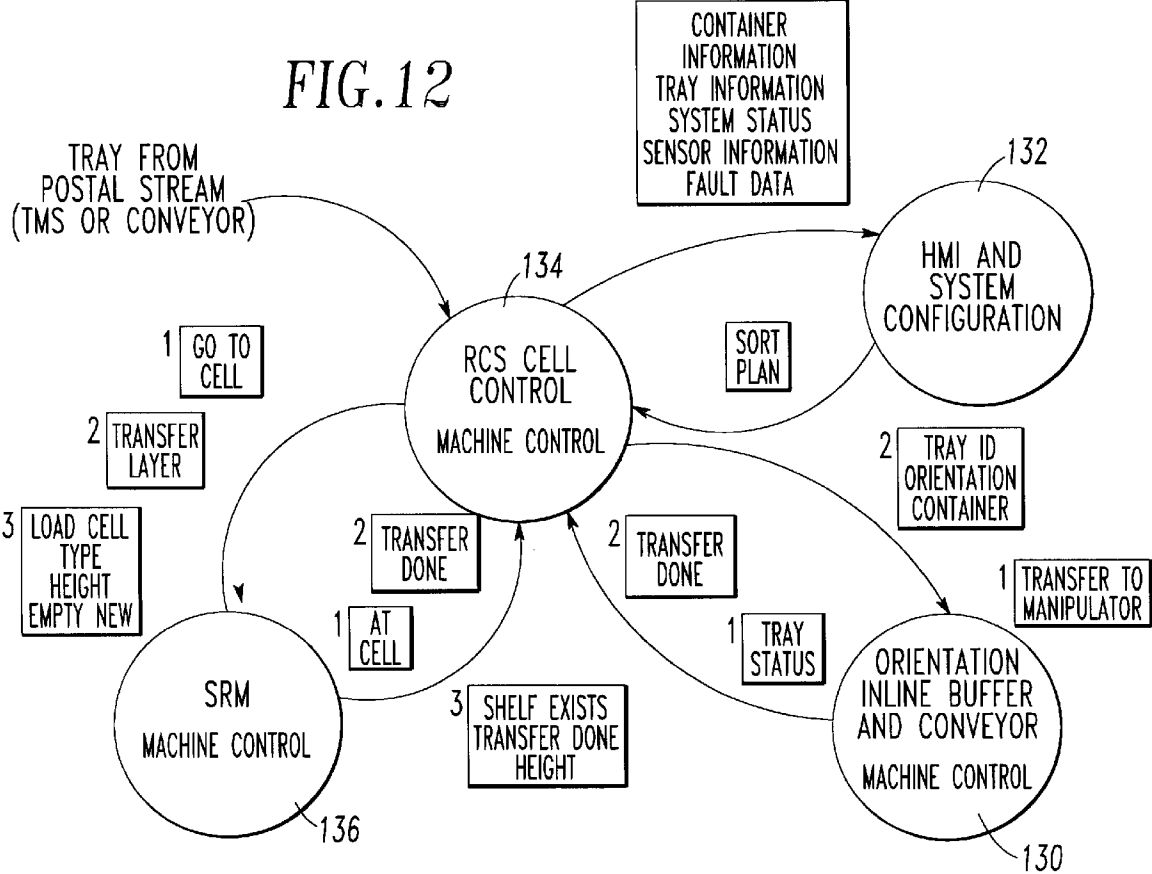 FIG.12
CONTAINER
INFORMATION
TRAY INFORMATION
SYSTEM STATUS
SENSOR INFORMATION
FAULT DATA
TRAY FROM
POSTAL STREAM
(TMS OR CONVEYOR)
132
HMI AND
SYSTEM
CONFIGURATION
134
RCS CELL
CONTROL
MACHINE CONTROL
SORT
PLAN
1 GO TO
CELL
2 TRANSFER
LAYER
3 LOAD CELL
TYPE
HEIGHT
EMPTY NEW
2 TRANSFER
DONE
1 AT
CELL
3 SHELF EXISTS
TRANSFER DONE
HEIGHT
2 TRANSFER
DONE
1 TRAY
STATUS
2 TRAY ID
ORIENTATION
CONTAINER
1 TRANSFER TO
MANIPULATOR
SRM
MACHINE CONTROL
136
ORIENTATION
INLINE BUFFER
AND CONVEYOR
MACHINE CONTROL
130